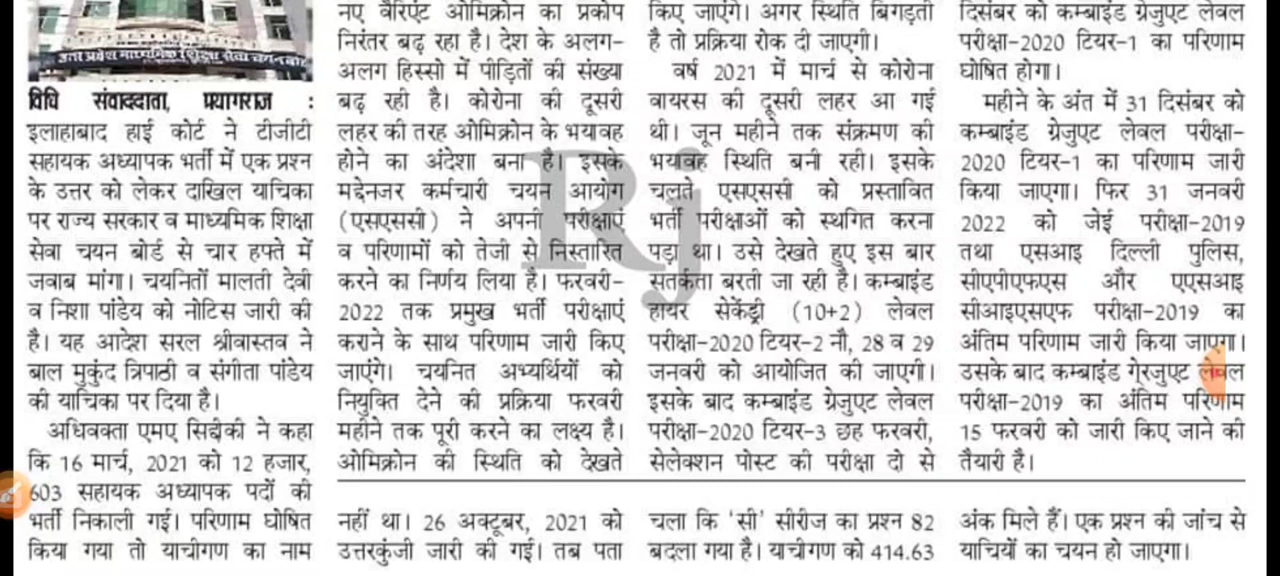 उत्तर प्रदेश माध्यमिक शिक्षा सेवा चयन बोर्ड
विधि संवाददाता, प्रयागराज :
इलाहाबाद हाई कोर्ट ने टीजीटी
सहायक अध्यापक भर्ती में एक प्रश्न
के उत्तर को लेकर दाखिल याचिका
पर राज्य सरकार व माध्यमिक शिक्षा
सेवा चयन बोर्ड से चार हफ्ते में
जवाब मांगा। चयनितों मालती देवी
व निशा पांडेय को नोटिस जारी की
है। यह आदेश सरल श्रीवास्तव ने
बाल मुकुंद त्रिपाठी व संगीता पांडेय
की याचिका पर दिया है।
अधिवक्ता एमए सिद्दीकी ने कहा
कि 16 मार्च, 2021 को 12 हजार,
603 सहायक अध्यापक पदों की
भर्ती निकाली गई। परिणाम घोषित
किया गया तो याचीगण का नाम
नहीं था। 26 अक्टूबर, 2021 को
उत्तरकुंजी जारी की गई। तब पता
चला कि 'सी' सीरीज का प्रश्न 82
बदला गया है। याचीगण को 414.63
अंक मिले हैं। एक प्रश्न की जांच से
याचियों का चयन हो जाएगा।
नए वैरिएंट ओमिक्रोन का प्रकोप
निरंतर बढ़ रहा है। देश के अलग-
अलग हिस्सो में पीड़ितों की संख्या
बढ़ रही है। कोरोना की दूसरी
लहर की तरह ओमिक्रोन के भयावह
होने का अंदेशा बना है। इसके
मद्देनजर कर्मचारी चयन आयोग
(एसएससी) ने अपनी परीक्षाएं
व परिणामों को तेजी से निस्तारित
करने का निर्णय लिया है। फरवरी-
2022 तक प्रमुख भर्ती परीक्षाएं
कराने के साथ परिणाम जारी किए
जाएंगे। चयनित अभ्यर्थियों को
नियुक्ति देने की प्रक्रिया फरवरी
महीने तक पूरी करने का लक्ष्य है।
ओमिक्रोन की स्थिति को देखते
किए जाएंगे। अगर स्थिति बिगड़ती
है तो प्रक्रिया रोक दी जाएगी।
वर्ष 2021 में मार्च से कोरोना
वायरस की दूसरी लहर आ गई
थी। जून महीने तक संक्रमण की
भयावह स्थिति बनी रही। इसके
चलते एसएससी को प्रस्तावित
भर्ती परीक्षाओं को स्थगित करना
पड़ा था। उसे देखते हुए इस बार
सतर्कता बरती जा रही है। कम्बाइंड
हायर सेकेंड्री (10+2) लेवल
परीक्षा-2020 टियर-2 नौ, 28 व 29
जनवरी को आयोजित की जाएगी।
इसके बाद कम्बाइंड ग्रेजुएट लेवल
परीक्षा-2020 टियर-3 छह फरवरी,
सेलेक्शन पोस्ट की परीक्षा दो से
दिसंबर को कम्बाइंड ग्रेजुएट लेवल
परीक्षा-2020 टियर-1 का परिणाम
घोषित होगा।
महीने के अंत में 31 दिसंबर को
कम्बाइंड ग्रेजुएट लेवल परीक्षा-
2020 टियर-1 का परिणाम जारी
किया जाएगा। फिर 31 जनवरी
2022 को जेई परीक्षा-2019
तथा एसआइ दिल्ली पुलिस,
सीएपीएफएस और एएसआइ
सीआइएसएफ परीक्षा-2019 का
अंतिम परिणाम जारी किया जाएगा।
उसके बाद कम्बाइंड गे्रजुएट लेवल
परीक्षा-2019 का अंतिम परिणाम
15 फरवरी को जारी किए जाने की
तैयारी है।
Rj